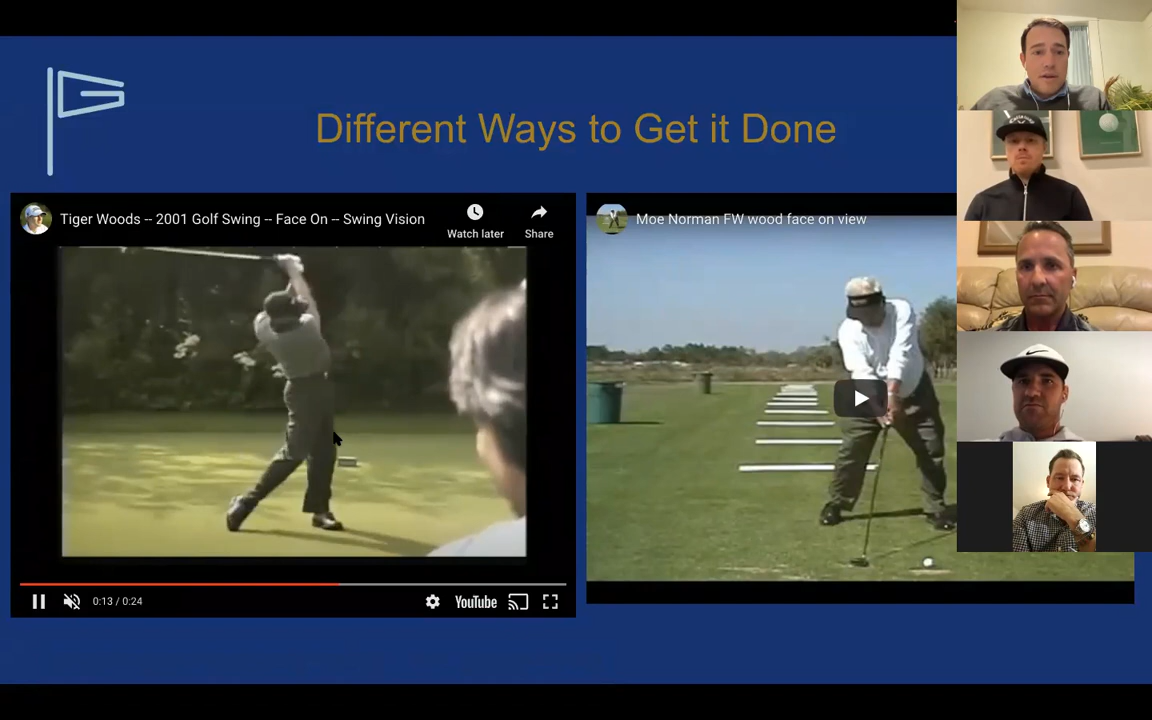 Different Ways to Get it Done
Tiger Woods -- 2001 Golf Swing -- Face On -- Swing Vision
Watch later
Share
Moe Norman FW wood face on view
0:13 / 0:24
YouTube